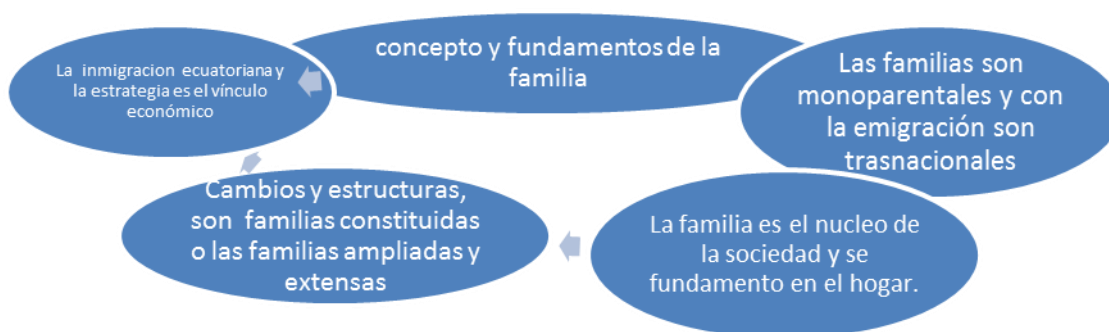 concepto y fundamentos de la
familia
Las familias son
monoparentales y con
la emigración son
trasnacionales
La familia es el nucleo de
la sociedad y se
fundamento en el hogar.
Cambios y estructuras,
son familias constituidas
o las familias ampliadas y
extensas
La inmigracion ecuatoriana y
la estrategia es el vínculo
económico